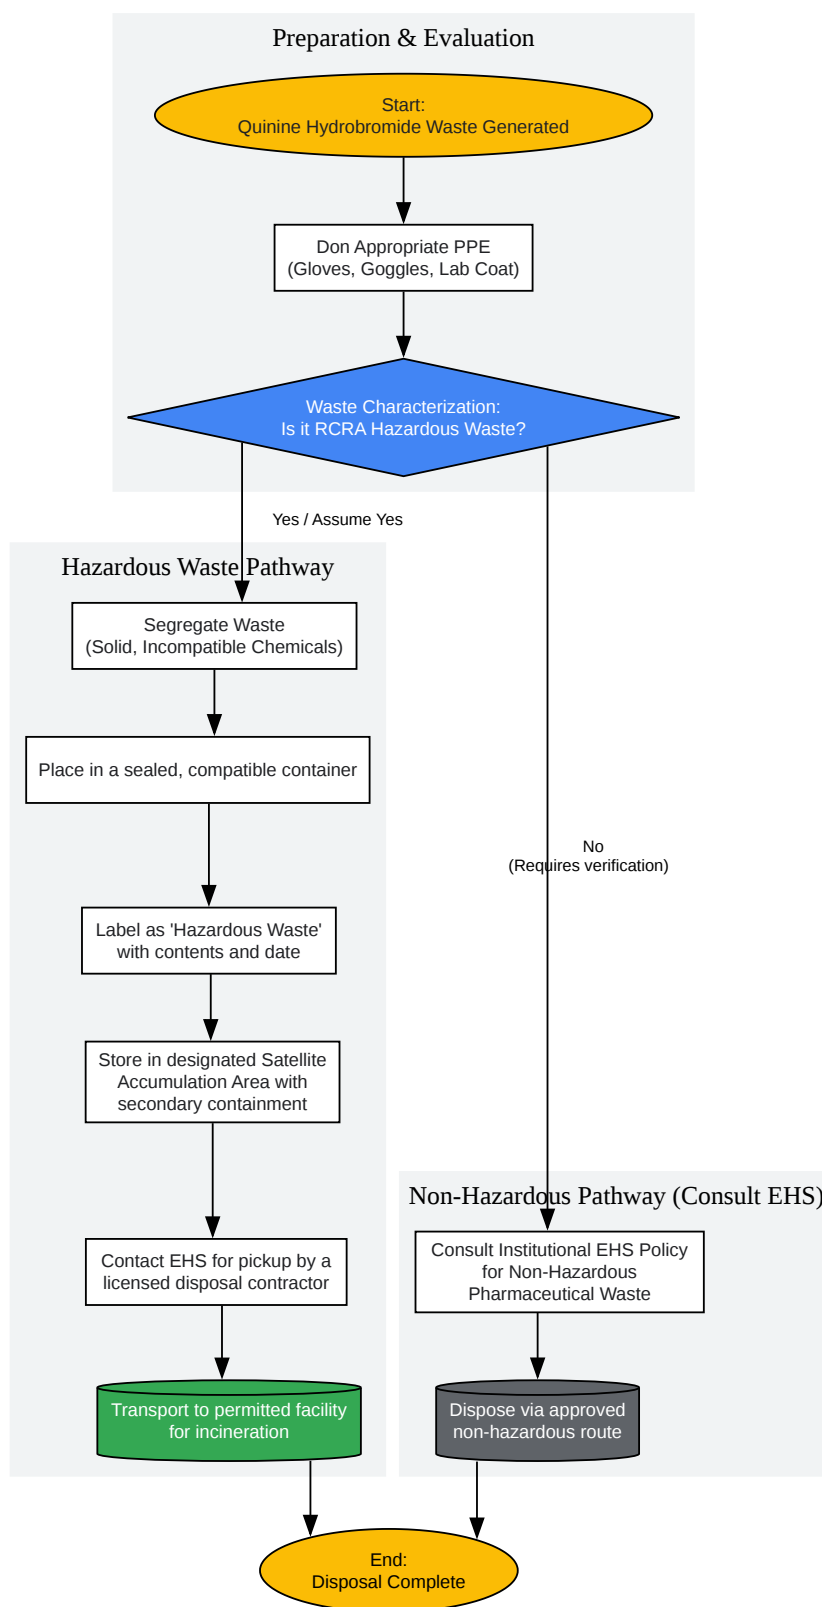 Preparation & Evaluation
Start:
Quinine Hydrobromide Waste Generated
Don Appropriate PPE
(Gloves, Goggles, Lab Coat)
Waste Characterization:
Is it RCRA Hazardous Waste?
Yes / Assume Yes
Hazardous Waste Pathway
Segregate Waste
(Solid, Incompatible Chemicals)
Place in a sealed, compatible container
No
(Requires verification)
Label as 'Hazardous Waste'
with contents and date
Store in designated Satellite
Accumulation Area with
secondary containment
Non-Hazardous Pathway (Consult EHS)
Contact EHS for pickup by a
licensed disposal contractor
Consult Institutional EHS Policy
for Non-Hazardous
Pharmaceutical Waste
Transport to permitted facility
for incineration
Dispose via approved
non-hazardous route
End:
Disposal Complete